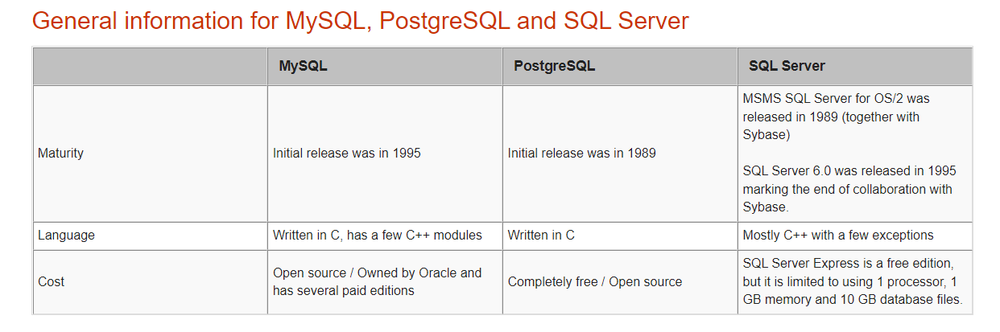 General information for MySQL, PostgreSQL and SQL Server
MySQL
PostgreSQL
SQL Server
Maturity
Initial release was in 1995
Initial release was in 1989
MSMS SQL Server for OS/2 was
released in 1989 (together with
Sybase)
SQL Server 6.0 was released in 1995
marking the end of collaboration with
Sybase.
Language
Written in C, has a few C++ modules
Written in C
Mostly C++ with a few exceptions
Cost
Open source / Owned by Oracle and
has several paid editions
Completely free / Open source
SQL Server Express is a free edition,
but it is limited to using 1 processor, 1
GB memory and 10 GB database files.